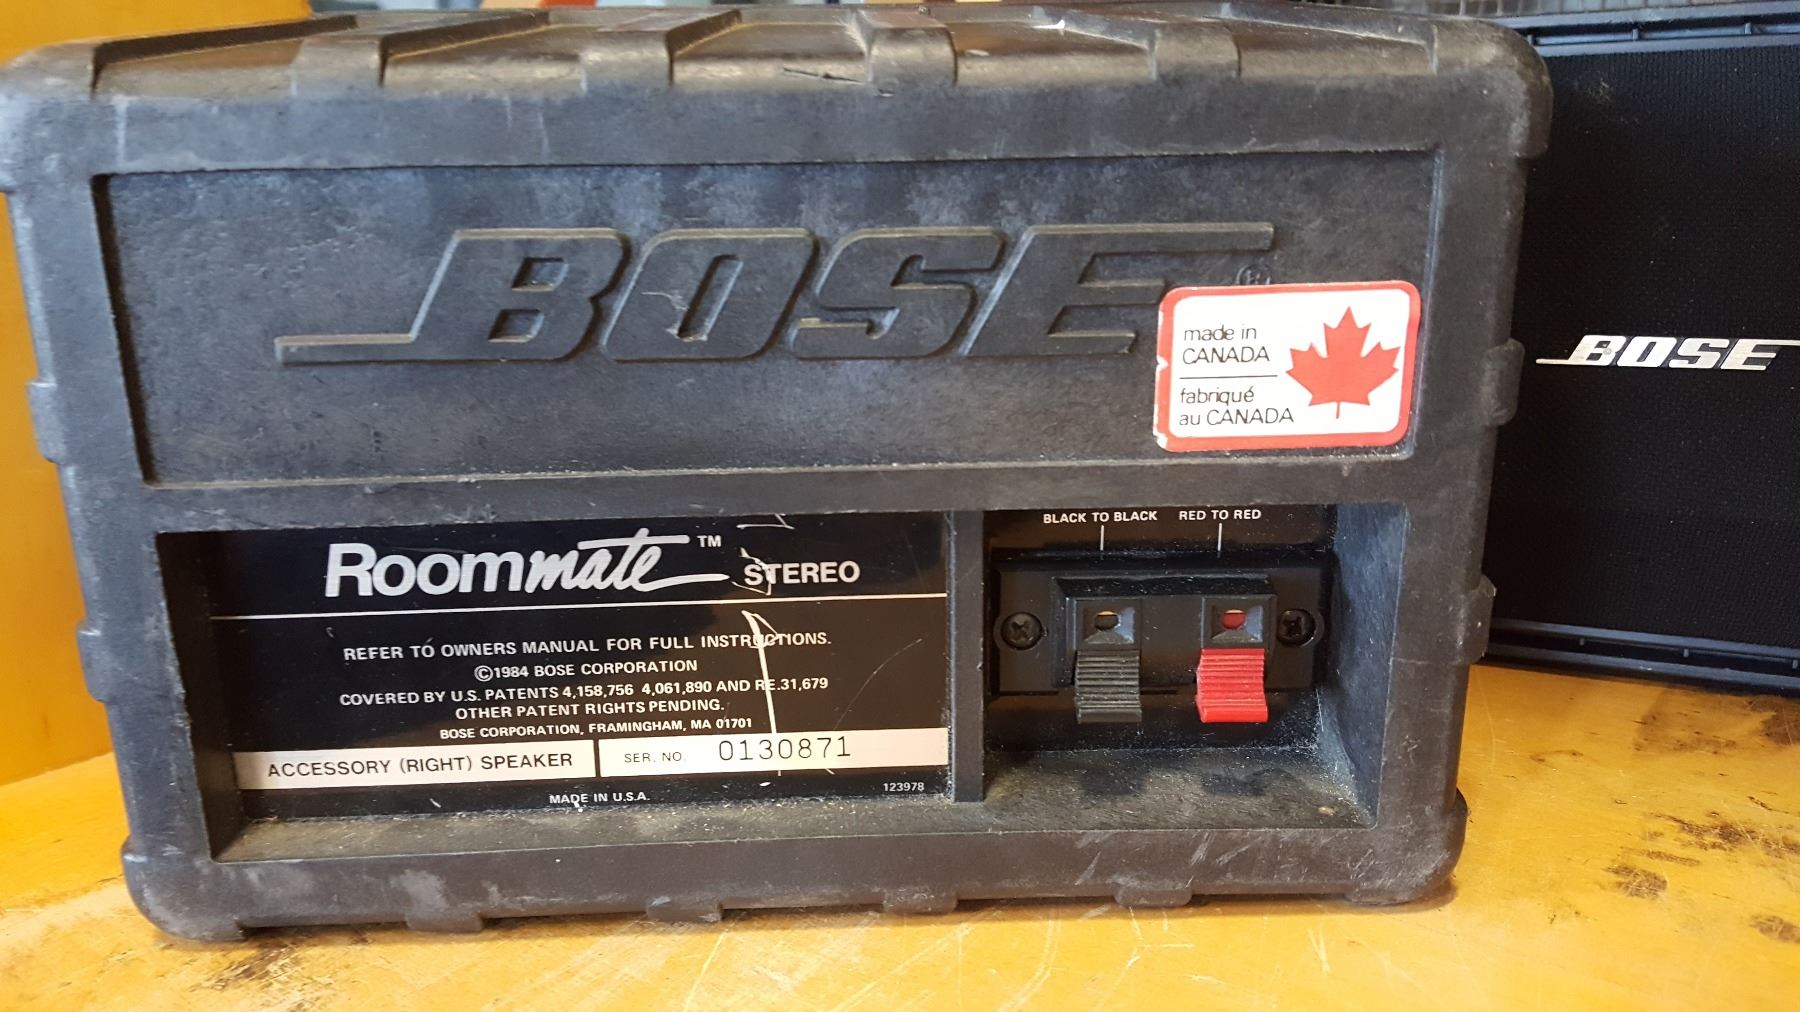 BOSE ®
made in
CANADA
fabriqué
au CANADA
BOSE
BLACK TO BLACK RED TO RED
Roommate ™ STEREO
REFER TO OWNERS MANUAL FOR FULL INSTRUCTIONS.
©1984 BOSE CORPORATION
COVERED BY U.S. PATENTS 4,158,756 4,061,890 AND RE.31,679
OTHER PATENT RIGHTS PENDING.
BOSE CORPORATION, FRAMINGHAM, MA 01701
ACCESSORY (RIGHT) SPEAKER SER. NO. 0130871
MADE IN U.S.A. 123978